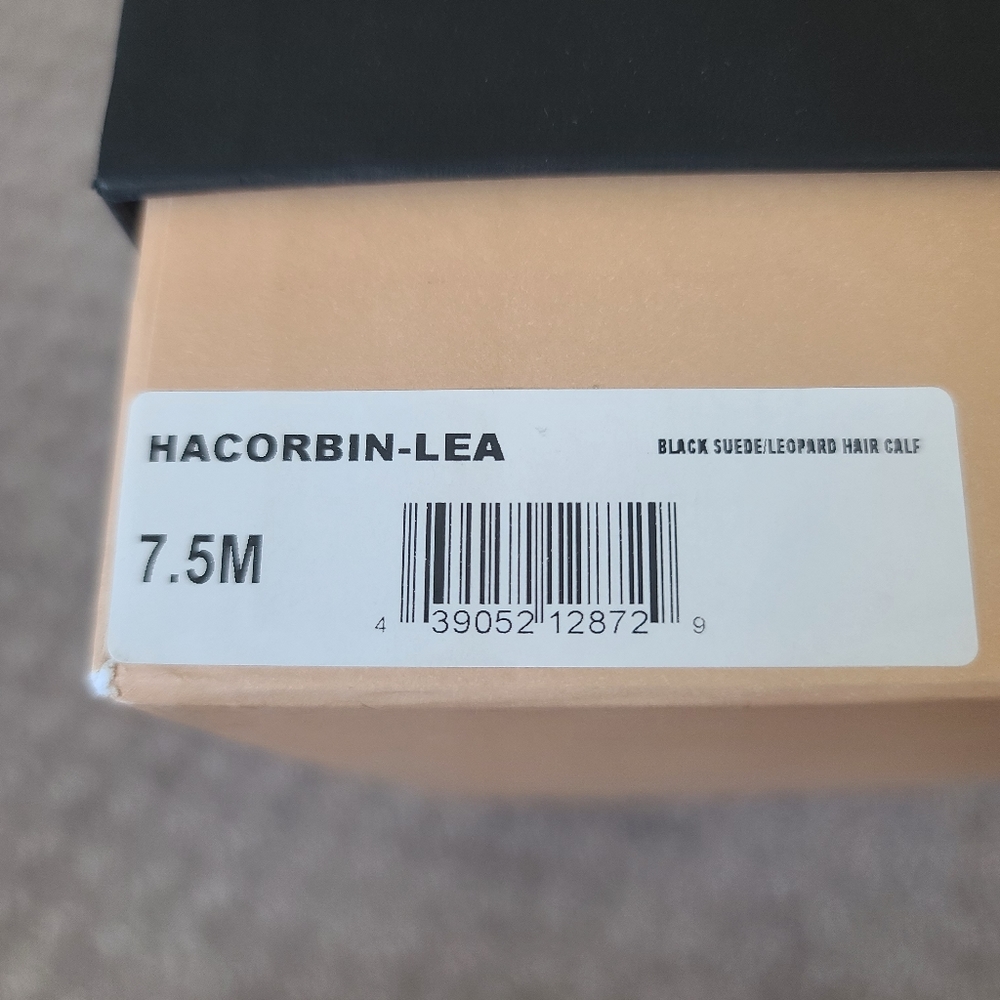 HACORBIN-LEA
BLACK SUEDE/LEOPARD HAIR CALF
7.5M
4 39052 12872 9